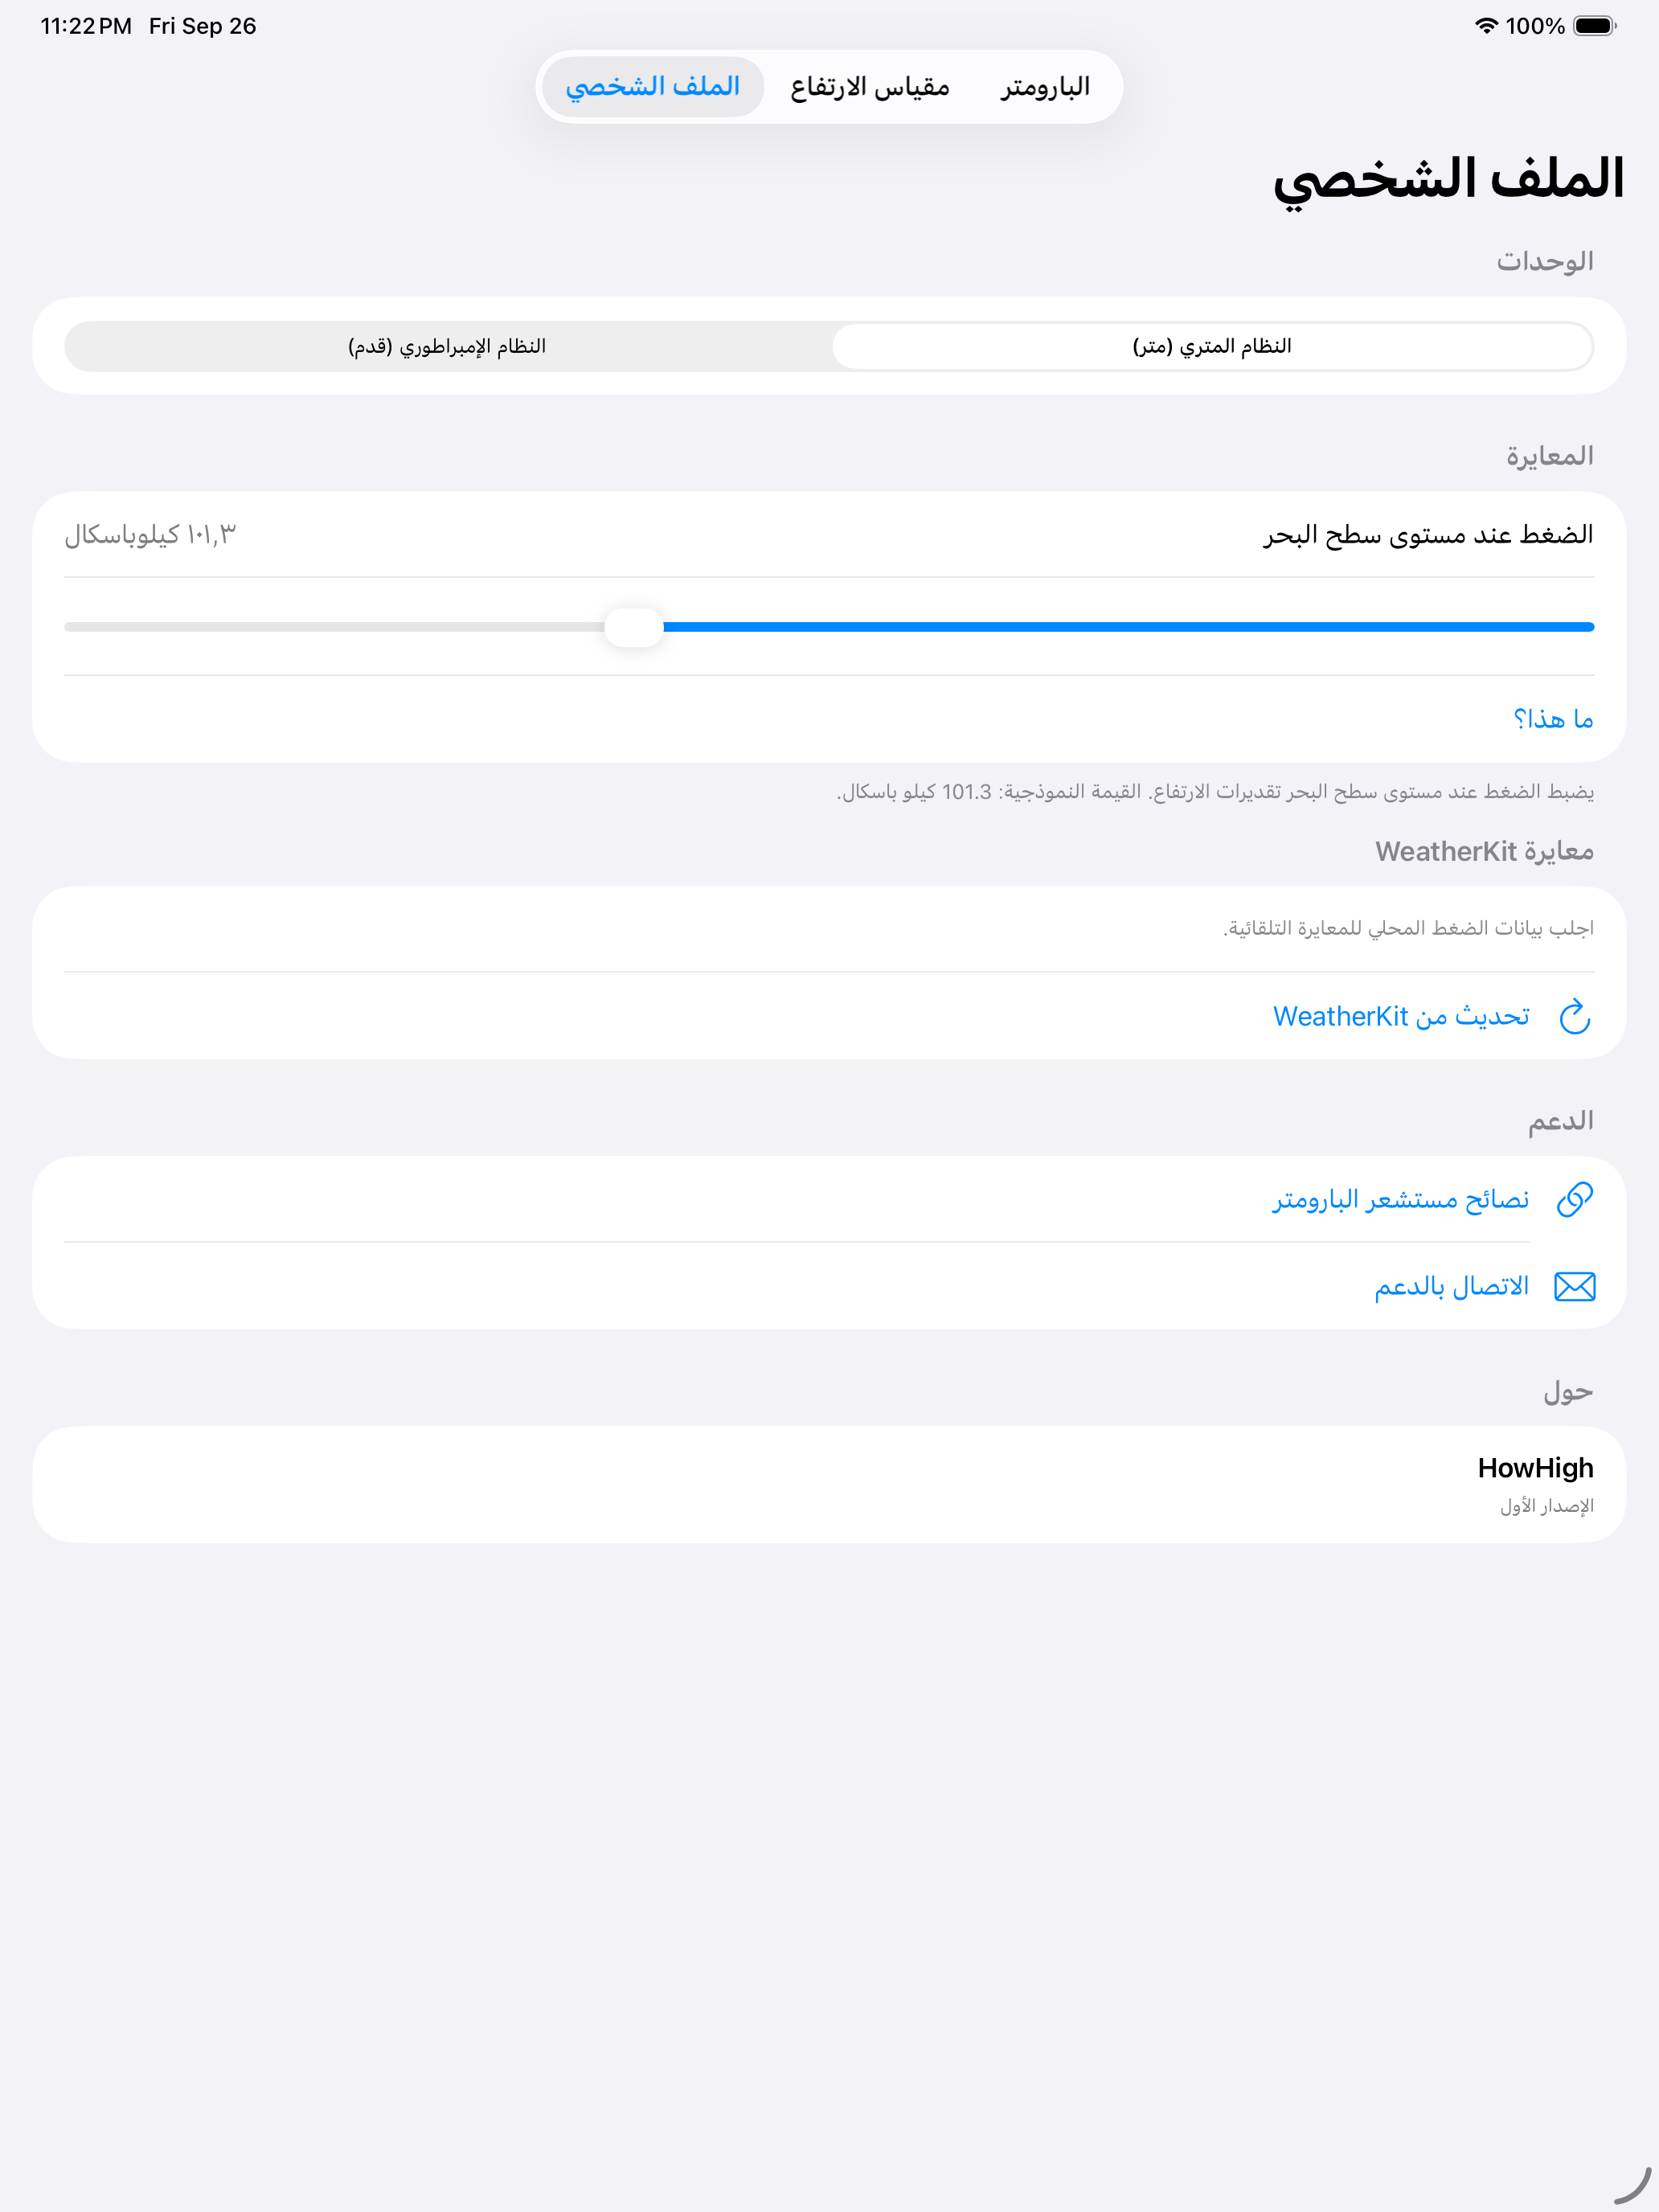 11:22 PM Fri Sep 26
100%
البارومتر
مقياس الارتفاع
الملف الشخصي
الملف الشخصي
الوحدات
النظام المتري (متر)
النظام الإمبراطوري (قدم)
المعايرة
الضغط عند مستوى سطح البحر
١٠١,٣ كيلوباسكال
ما هذا؟
يضبط الضغط عند مستوى سطح البحر تقديرات الارتفاع. القيمة النموذجية: 101.3 كيلو باسكال.
معايرة WeatherKit
اجلب بيانات الضغط المحلي للمعايرة التلقائية.
تحديث من WeatherKit
الدعم
نصائح مستشعر البارومتر
الاتصال بالدعم
حول
HowHigh
الإصدار الأول